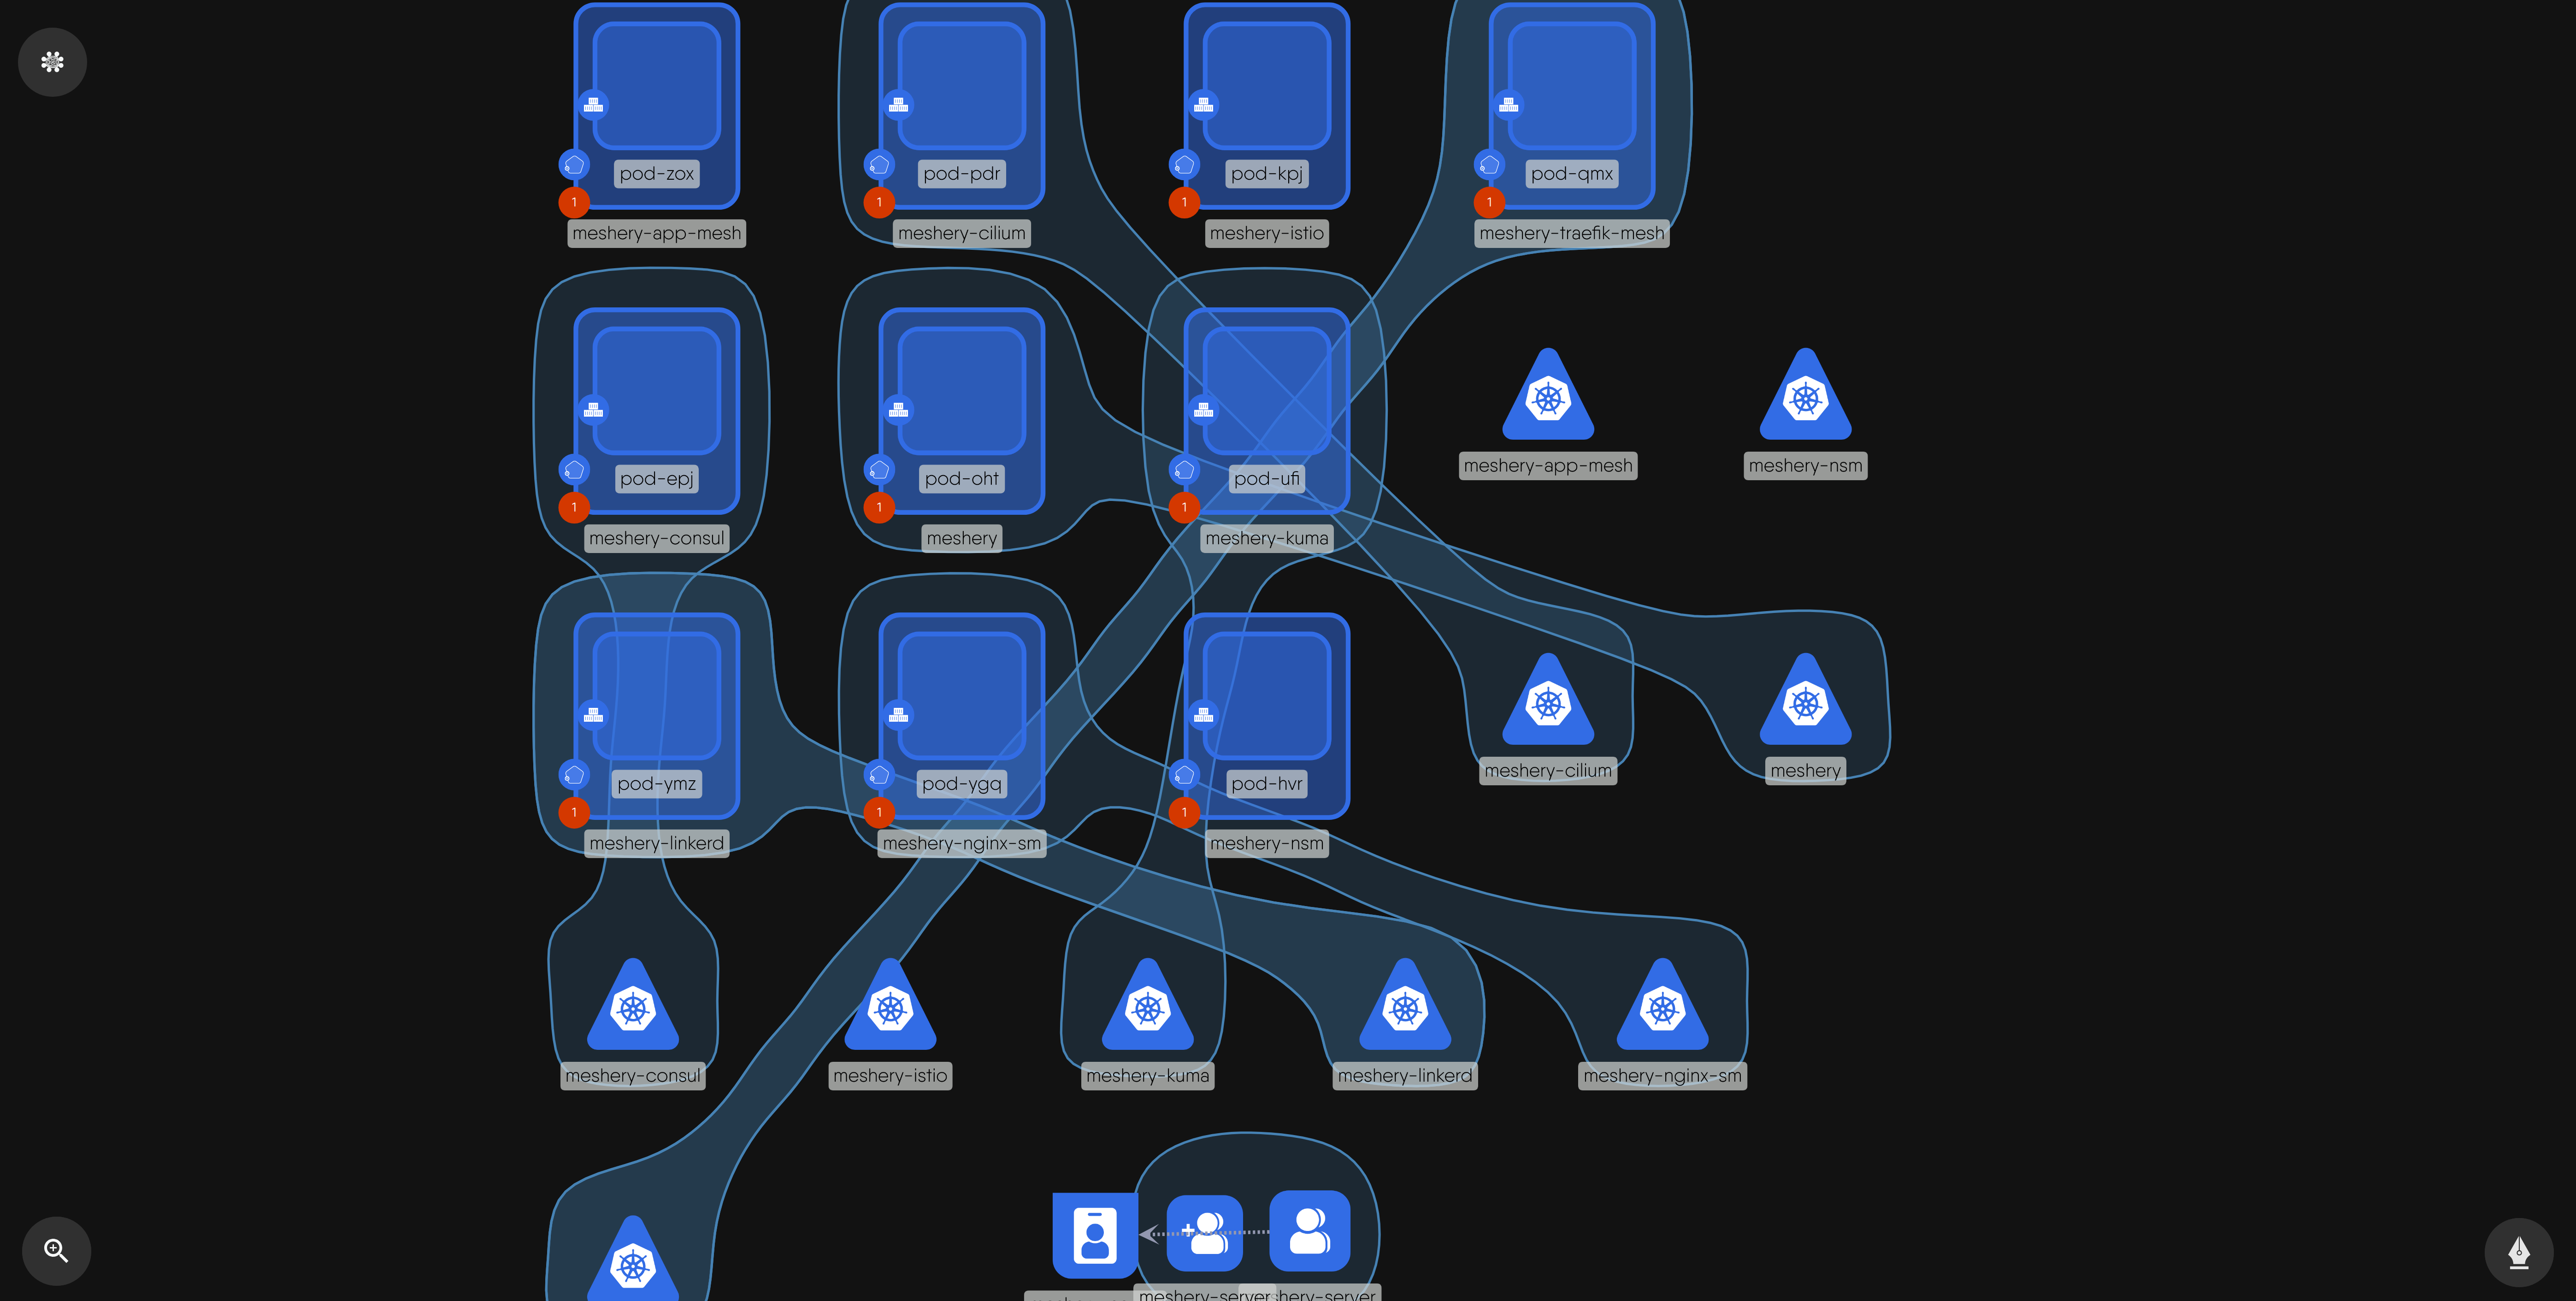 pod-zox
pod-pdr
pod-kpj
pod-qmx
1
1
1
1
meshery-app-mesh
meshery-cilium
meshery-istio
meshery-traefik-mesh
pod-epj
pod-oht
pod-ufi
meshery-app-mesh
meshery-nsm
1
1
1
meshery-consul
meshery
meshery-kuma
pod-ymz
pod-ygq
pod-hvr
meshery-cilium
meshery
1
1
1
meshery-linkerd
meshery-nginx-sm
meshery-nsm
meshery-consul
meshery-istio
meshery-kuma
meshery-linkerd
meshery-nginx-sm
meshery-server